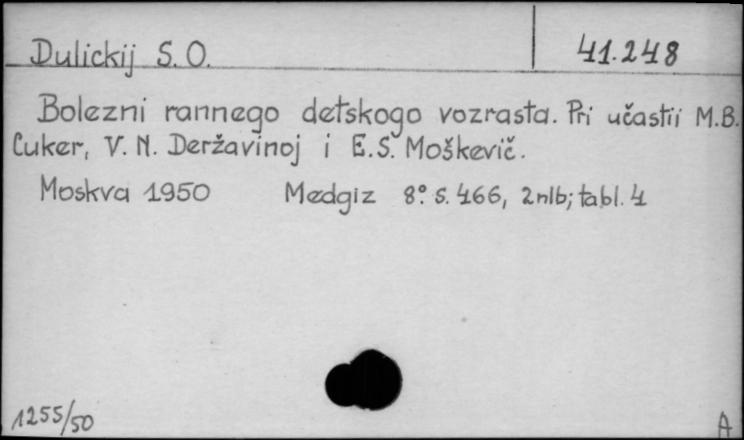 Dulickij S. O. 41.248
Bolezni rannego detskogo vozrasta. Pri učastii M.B.
Cuker, V. N. Deržavinoj i E.S. Moškevič.
Moskva 1950 Medgiz 8° s. 466, 2nlb; tabl. 4
1255/50 A